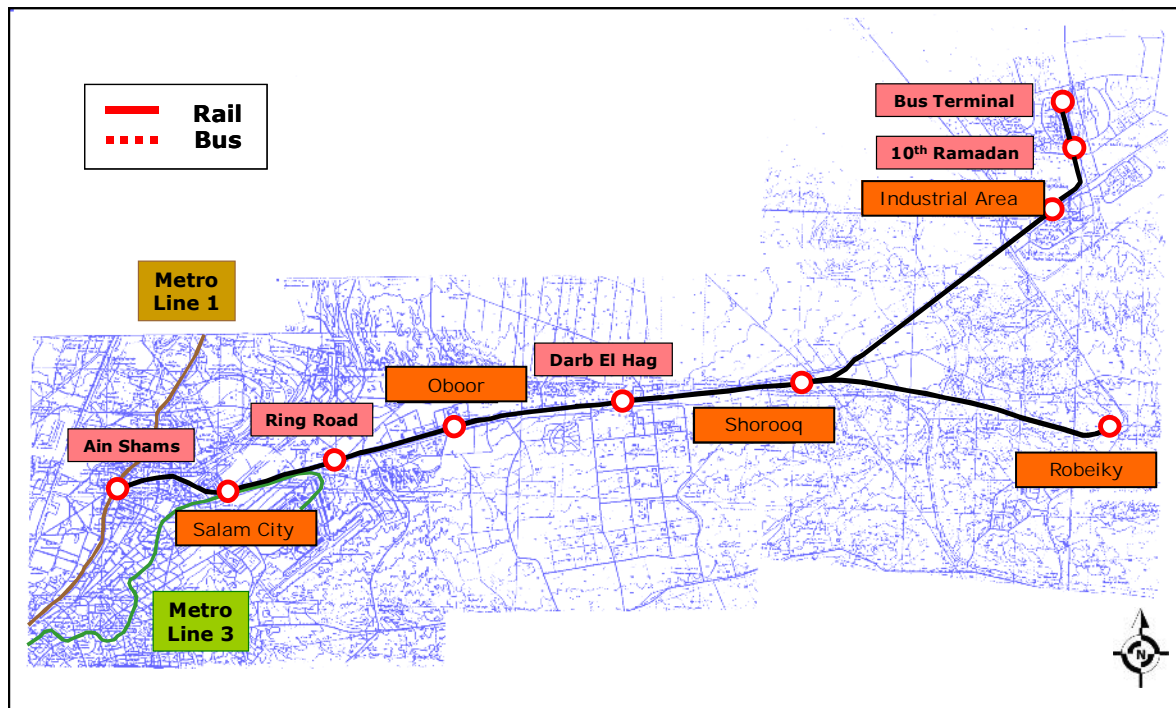 Rail
Bus
Bus Terminal
10th Ramadan
Industrial Area
Metro
Line 1
Darb El Hag
Oboor
Ring Road
Shorooq
Ain Shams
Robeiky
Salam City
Metro
Line 3
N